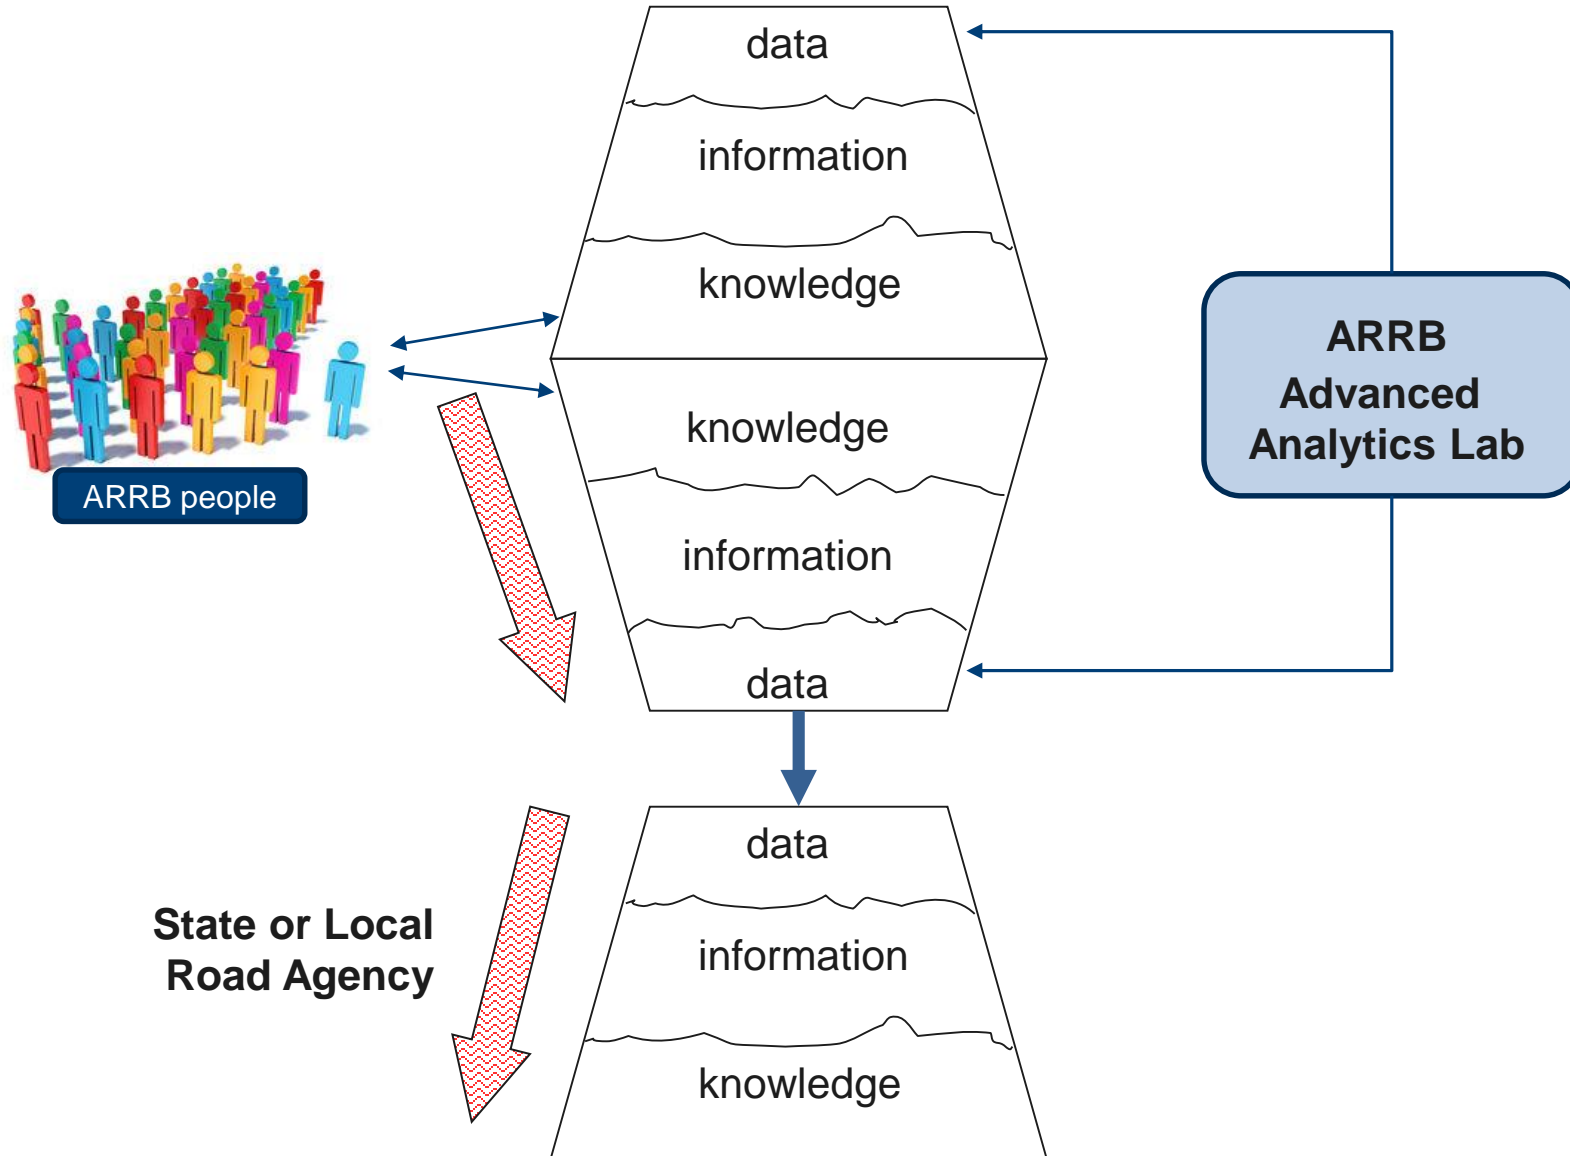 data
information
knowledge
knowledge
information
data
ARRB people
ARRB
Advanced
Analytics Lab
data
information
knowledge
State or Local
Road Agency